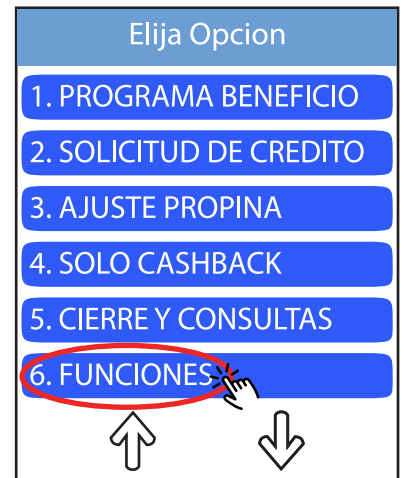 Elija Opcion
1. PROGRAMA BENEFICIO
2. SOLICITUD DE CREDITO
3. AJUSTE PROPINA
4. SOLO CASHBACK
5. CIERRE Y CONSULTAS
6. FUNCIONES